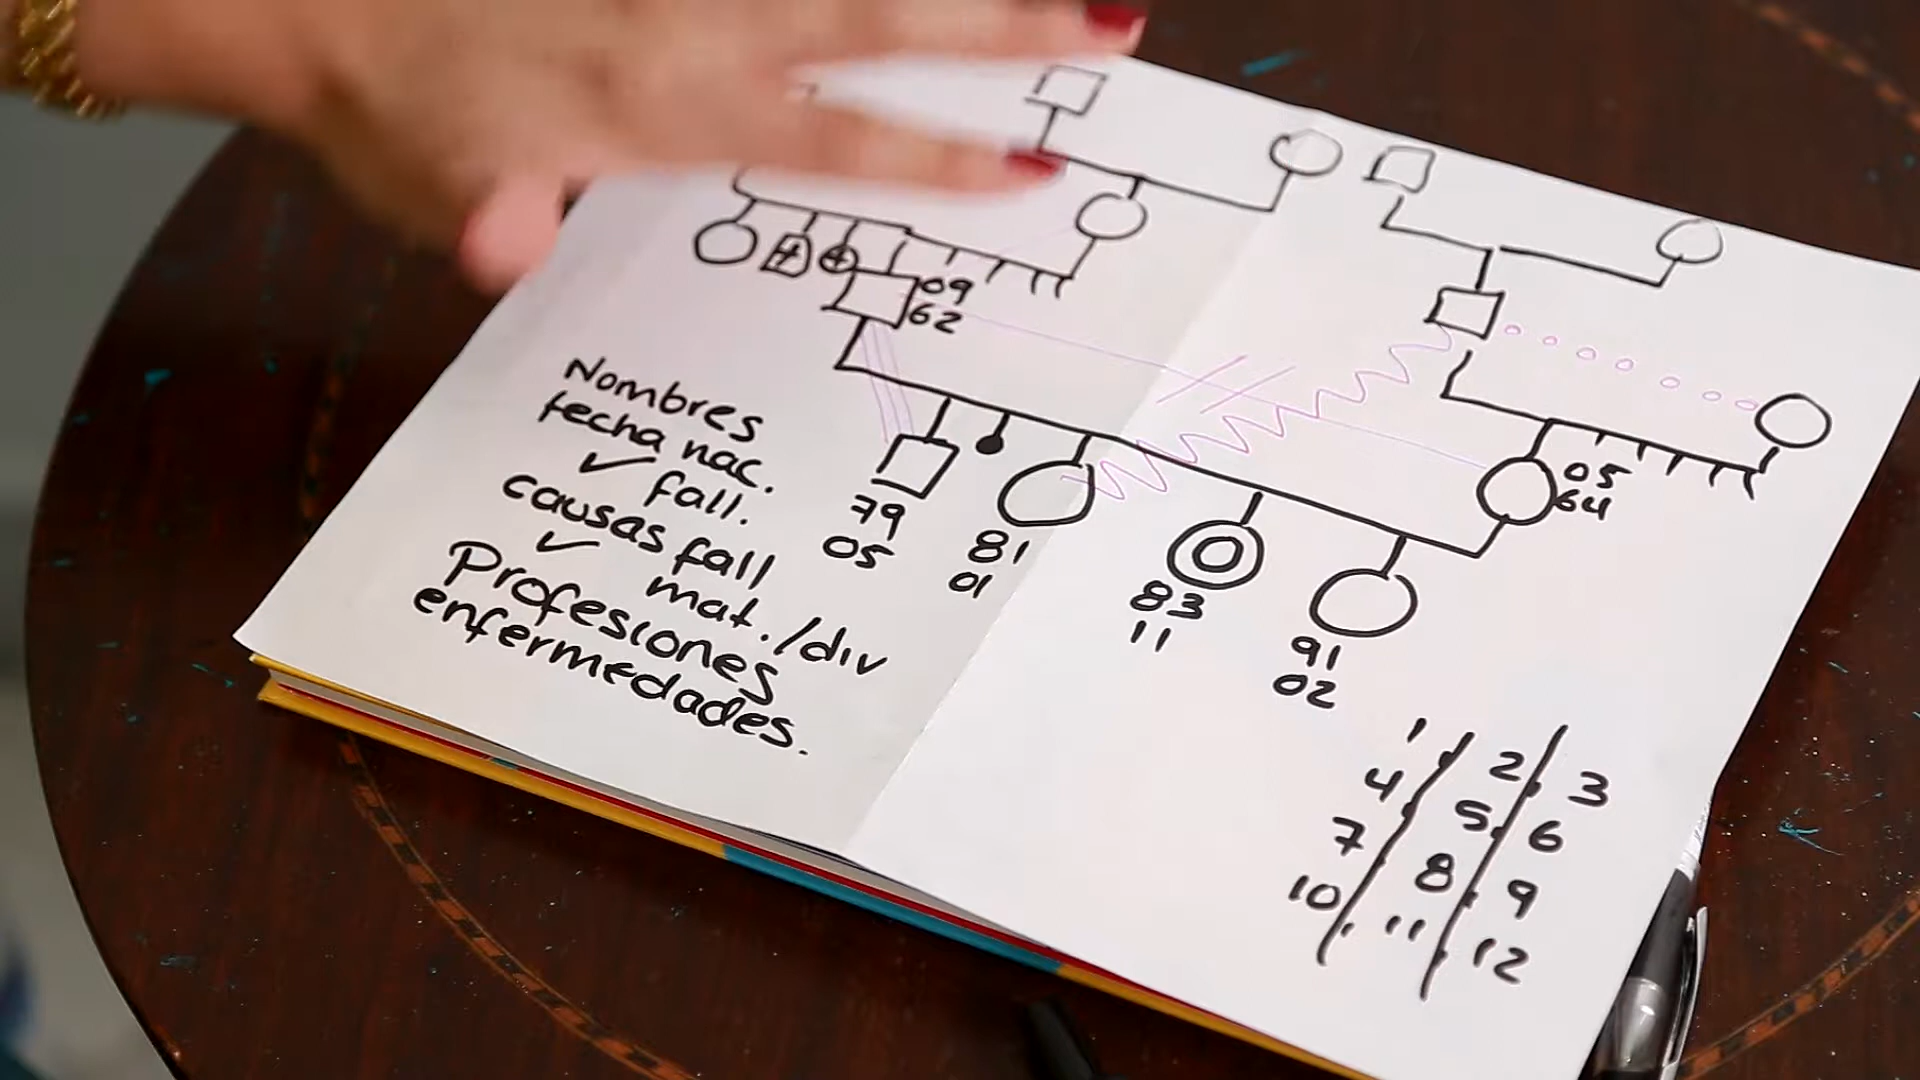 09
62
05
64
79
05
81
01
83
11
91
02
Nombres
fecha nac.
✓ fall.
causas fall
✓ mat./div
Profesiones
enfermedades.
1 2 3
4 5 6
7 8 9
10 11 12